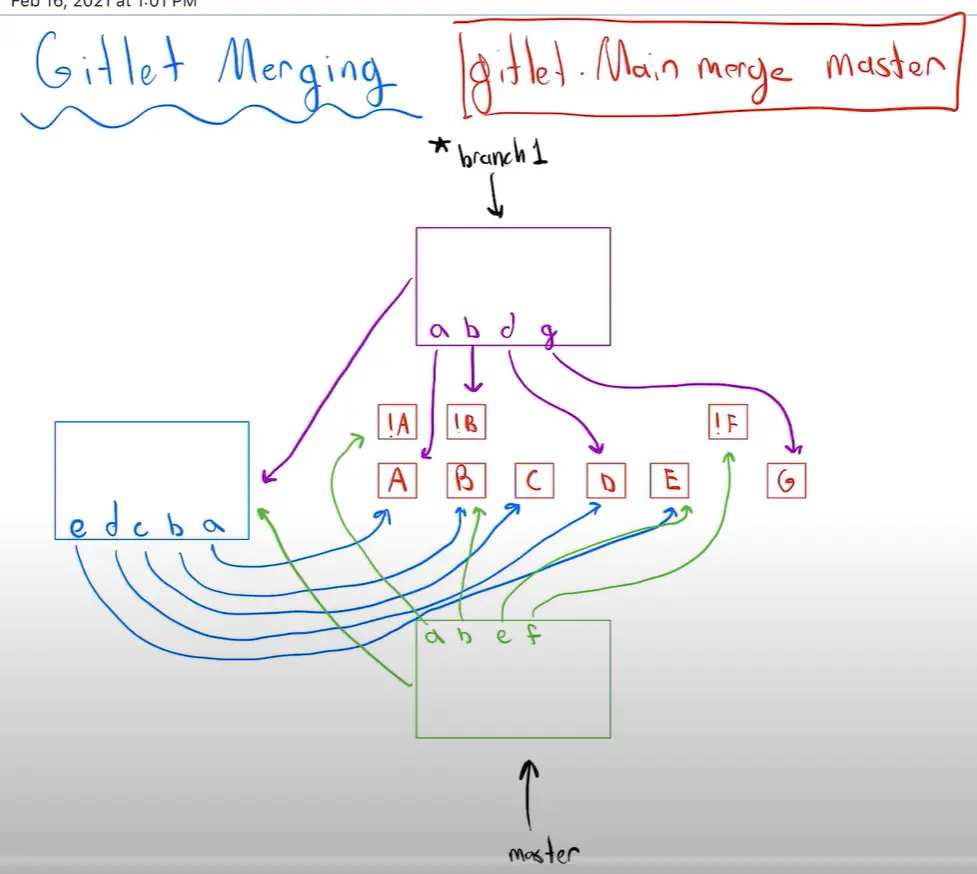 Feb 16, 2021 at 1:01 PM
Gitlet Merging
gitlet.Main merge master
* branch1
a b d g
!A !B !F
A B C D E G
e d c b a
a b e f
master